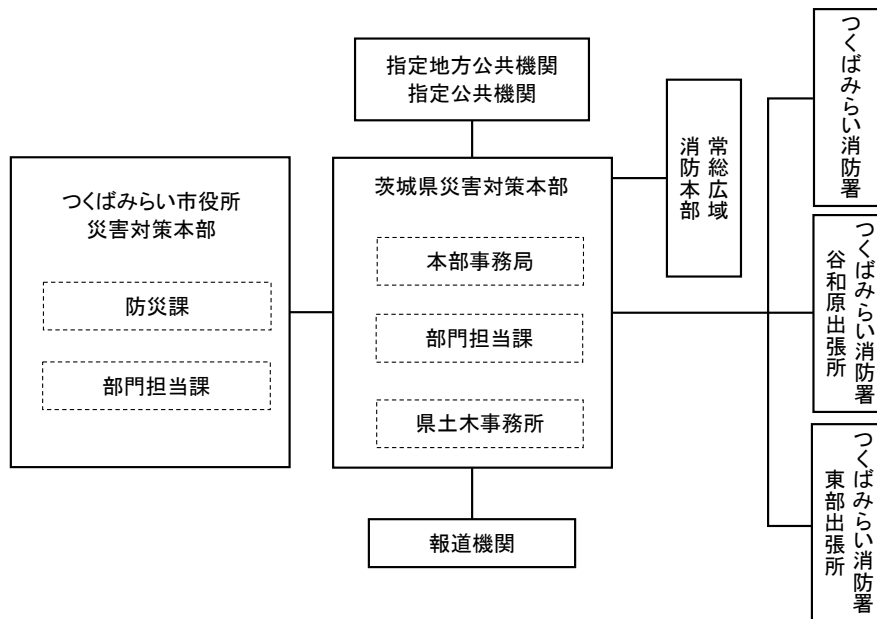 指定地方公共機関
指定公共機関
つくばみらい市役所
災害対策本部
防災課
部門担当課
茨城県災害対策本部
本部事務局
部門担当課
県土木事務所
報道機関
常総広域
消防本部
つくばみらい消防署
つくばみらい消防署
谷和原出張所
つくばみらい消防署
東部出張所